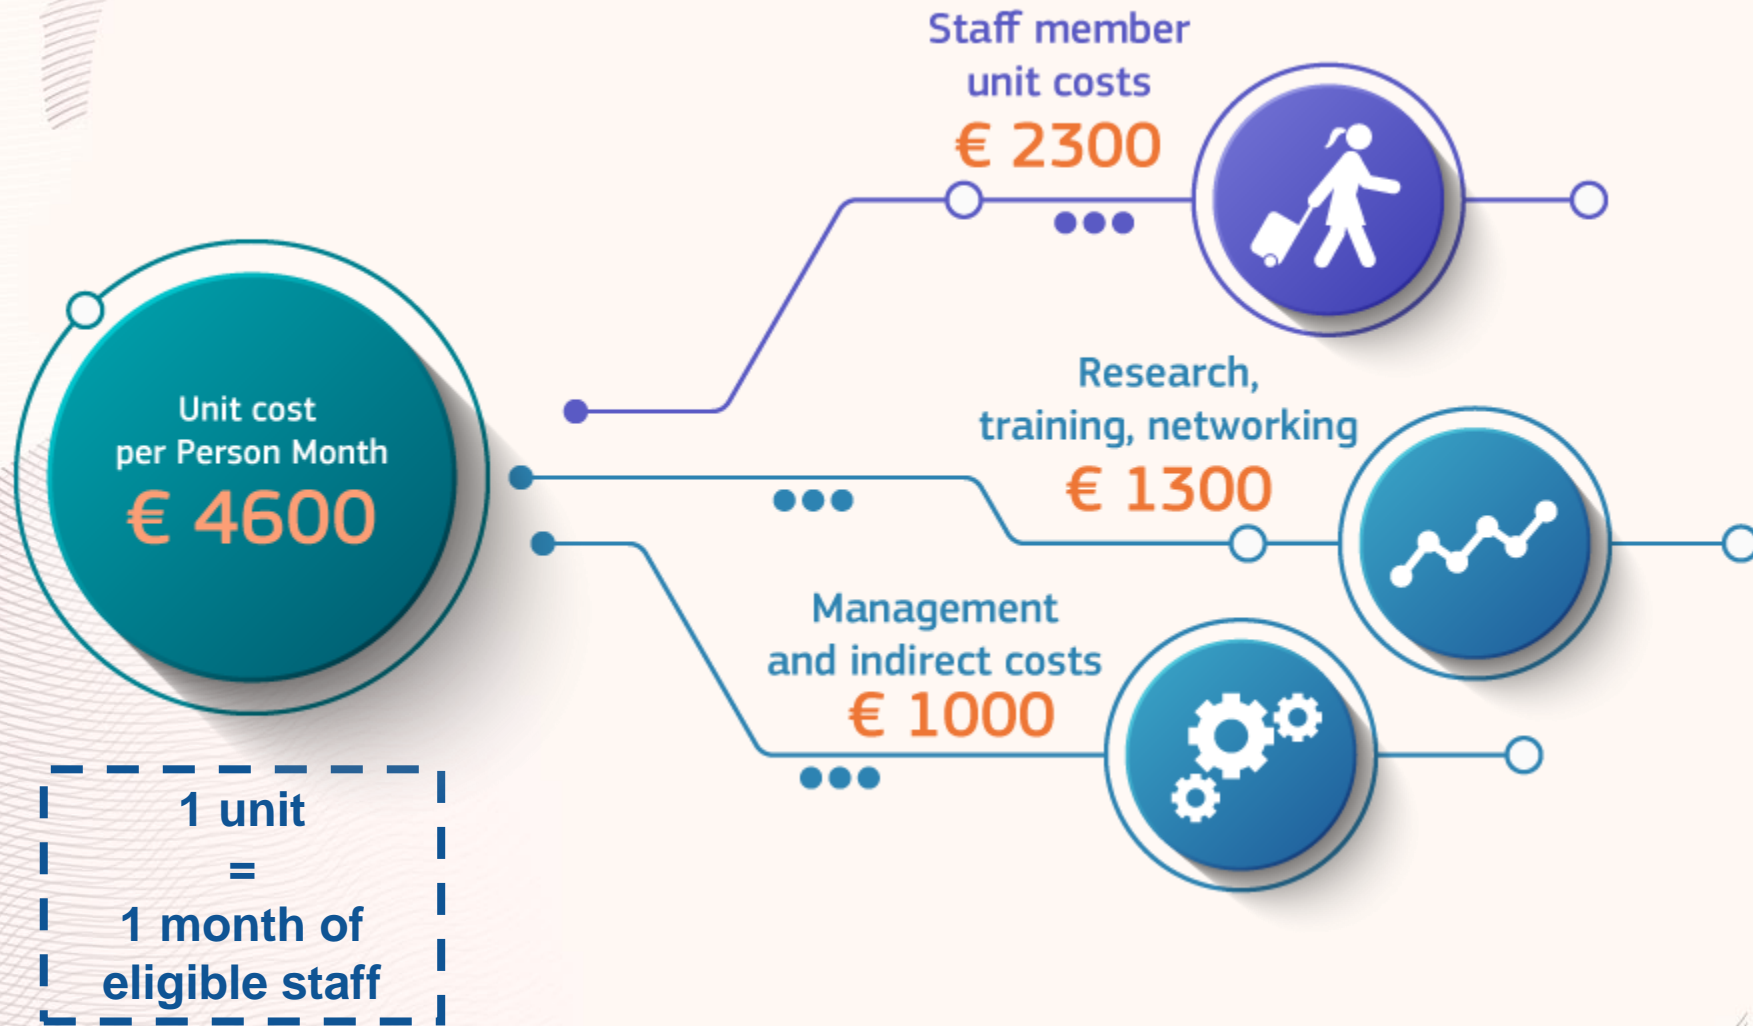 Staff member
unit costs
€ 2300
Unit cost
per Person Month
€ 4600
Research,
training, networking
€ 1300
Management
and indirect costs
€ 1000
1 unit
=
1 month of
eligible staff